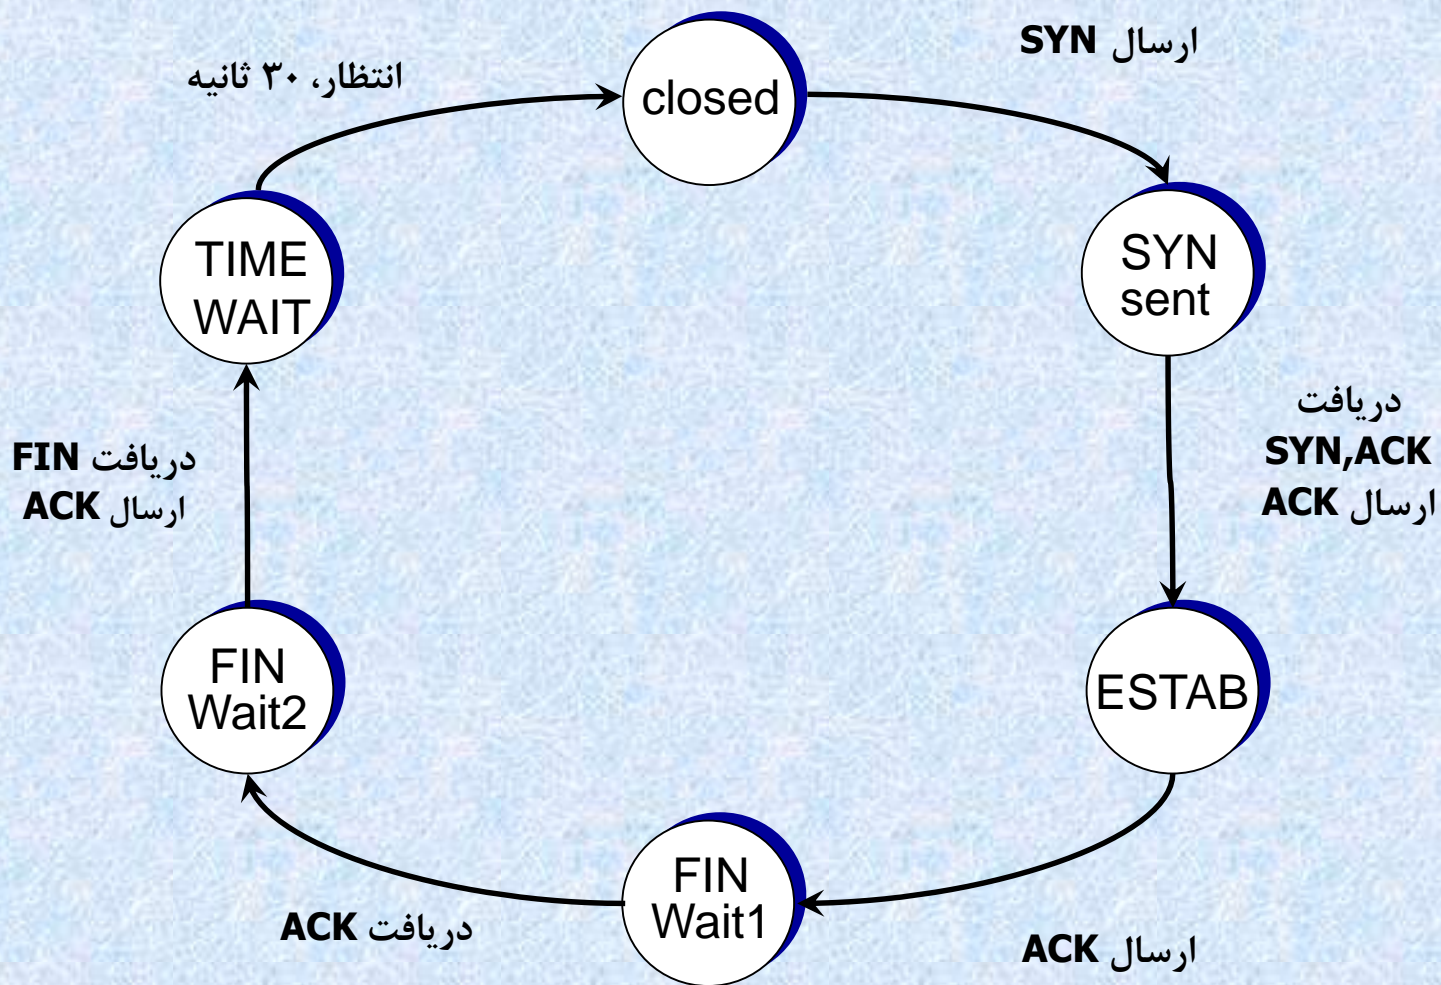 closed
ارسال SYN
SYN
sent
دریافت
SYN,ACK
ارسال ACK
ESTAB
ارسال ACK
FIN
Wait1
دریافت ACK
FIN
Wait2
دریافت FIN
ارسال ACK
TIME
WAIT
انتظار، ۳۰ ثانیه